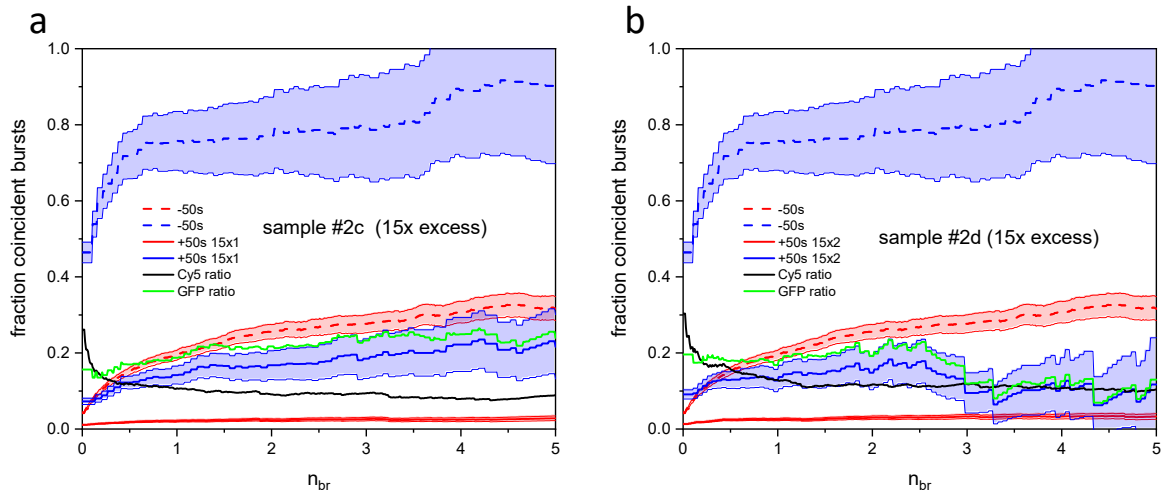 a
1.0
0.8
0.6
0.4
0.2
0.0
fraction coincident bursts
-50s
-50s
+50s 15x1
+50s 15x1
Cy5 ratio
GFP ratio
sample #2c (15x excess)
0 1 2 3 4 5
n_br
b
1.0
0.8
0.6
0.4
0.2
0.0
fraction coincident bursts
-50s
-50s
+50s 15x2
+50s 15x2
Cy5 ratio
GFP ratio
sample #2d (15x excess)
0 1 2 3 4 5
n_br